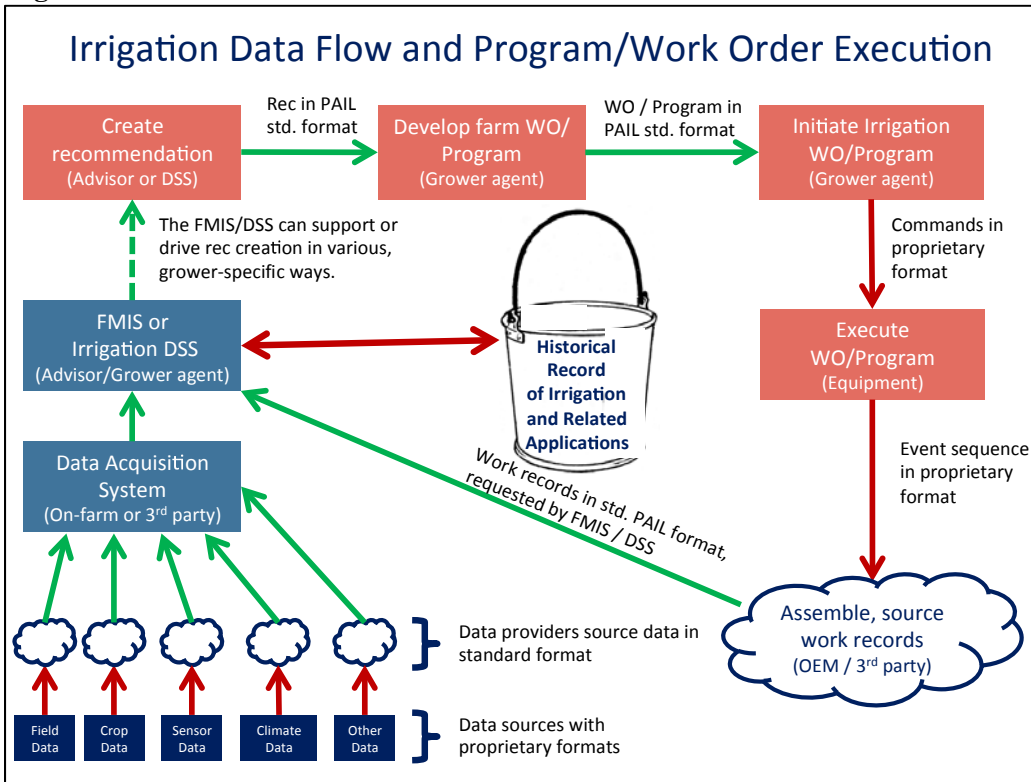 Irrigation Data Flow and Program/Work Order Execution
Create
recommendation
(Advisor or DSS)
Rec in PAIL
std. format
Develop farm WO/
Program
(Grower agent)
WO / Program in
PAIL std. format
Initiate Irrigation
WO/Program
(Grower agent)
The FMIS/DSS can support or
drive rec creation in various,
grower-specific ways.
Commands in
proprietary
format
FMIS or
Irrigation DSS
(Advisor/Grower agent)
Historical
Record
of Irrigation
and Related
Applications
Execute
WO/Program
(Equipment)
Data Acquisition
System
(On-farm or 3rd party)
Work records in std. PAIL format,
requested by FMIS / DSS
Event sequence
in proprietary
format
Assemble, source
work records
(OEM / 3rd party)
Data providers source data in
standard format
Field
Data
Crop
Data
Sensor
Data
Climate
Data
Other
Data
Data sources with
proprietary formats